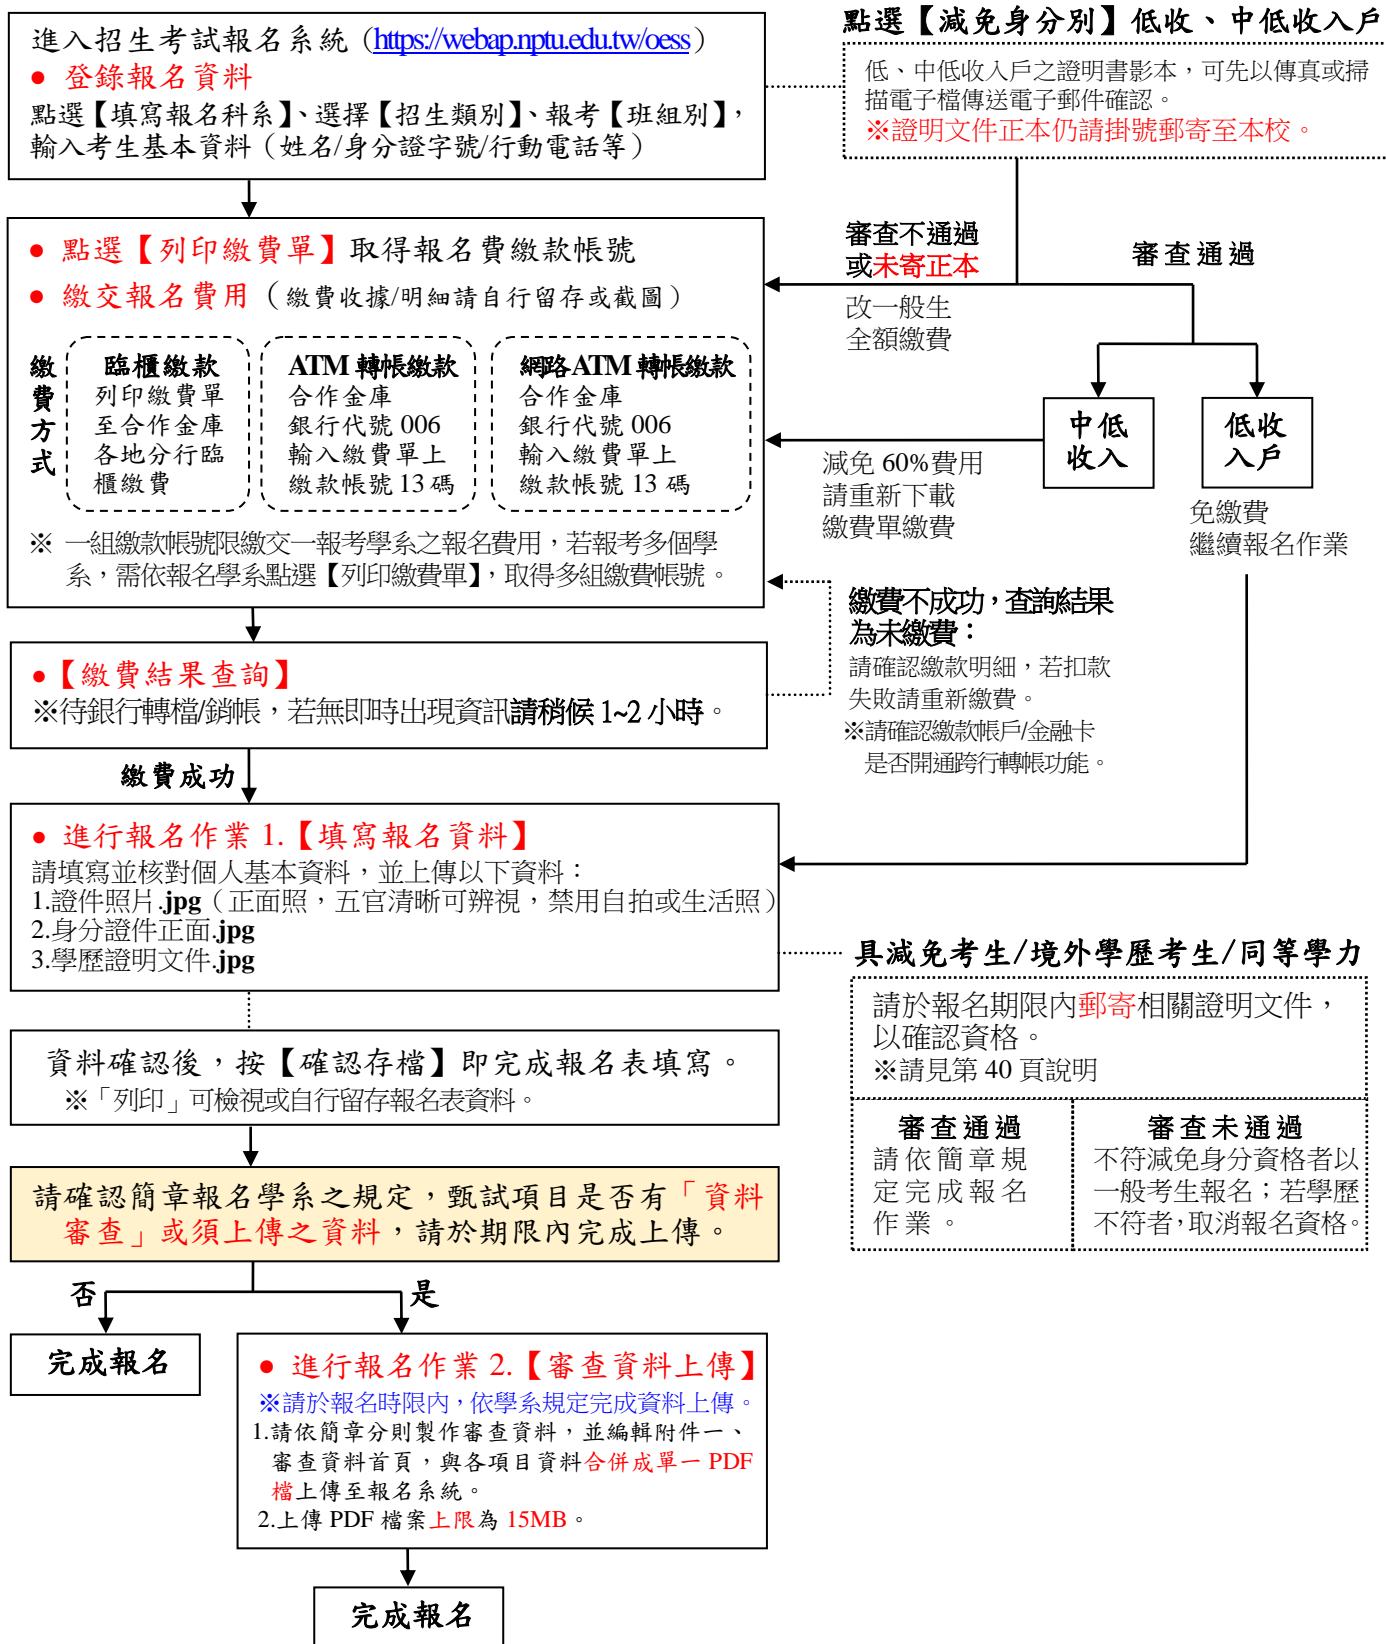 進入招生考試報名系統（https://webap.nptu.edu.tw/oess）
● 登錄報名資料
點選【填寫報名科系】、選擇【招生類別】、報考【班組別】，
輸入考生基本資料（姓名/身分證字號/行動電話等）
點選【減免身分別】低收、中低收入戶
低、中低收入戶之證明書影本，可先以傳真或掃
描電子檔傳送電子郵件確認。
※證明文件正本仍請掛號郵寄至本校。
審查不通過
或未寄正本
改一般生
全額繳費
審查通過
● 點選【列印繳費單】取得報名費繳款帳號
● 繳交報名費用（繳費收據/明細請自行留存或截圖）
繳費方式
臨櫃繳款
列印繳費單
至合作金庫
各地分行臨
櫃繳費
ATM 轉帳繳款
合作金庫
銀行代號 006
輸入繳費單上
繳款帳號 13 碼
網路 ATM 轉帳繳款
合作金庫
銀行代號 006
輸入繳費單上
繳款帳號 13 碼
※ 一組繳款帳號限繳交一報考學系之報名費用，若報考多個學
系，需依報名學系點選【列印繳費單】，取得多組繳費帳號。
中低
收入
減免 60%費用
請重新下載
繳費單繳費
低收
入戶
免繳費
繼續報名作業
繳費不成功，查詢結果
為未繳費：
請確認繳款明細，若扣款
失敗請重新繳費。
※請確認繳款帳戶/金融卡
是否開通跨行轉帳功能。
●【繳費結果查詢】
※待銀行轉檔/銷帳，若無即時出現資訊請稍候 1~2 小時。
繳費成功
● 進行報名作業 1.【填寫報名資料】
請填寫並核對個人基本資料，並上傳以下資料：
1.證件照片.jpg（正面照，五官清晰可辨視，禁用自拍或生活照）
2.身分證件正面.jpg
3.學歷證明文件.jpg
具減免考生/境外學歷考生/同等學力
請於報名期限內郵寄相關證明文件，
以確認資格。
※請見第 40 頁說明
審查通過
請依簡章規
定完成報名
作業。
審查未通過
不符減免身分資格者以
一般考生報名；若學歷
不符者，取消報名資格。
資料確認後，按【確認存檔】即完成報名表填寫。
※「列印」可檢視或自行留存報名表資料。
請確認簡章報名學系之規定，甄試項目是否有「資料
審查」或須上傳之資料，請於期限內完成上傳。
否
是
完成報名
● 進行報名作業 2.【審查資料上傳】
※請於報名時限內，依學系規定完成資料上傳。
1.請依簡章分則製作審查資料，並編輯附件一、
審查資料首頁，與各項目資料合併成單一 PDF
檔上傳至報名系統。
2.上傳 PDF 檔案上限為 15MB。
完成報名